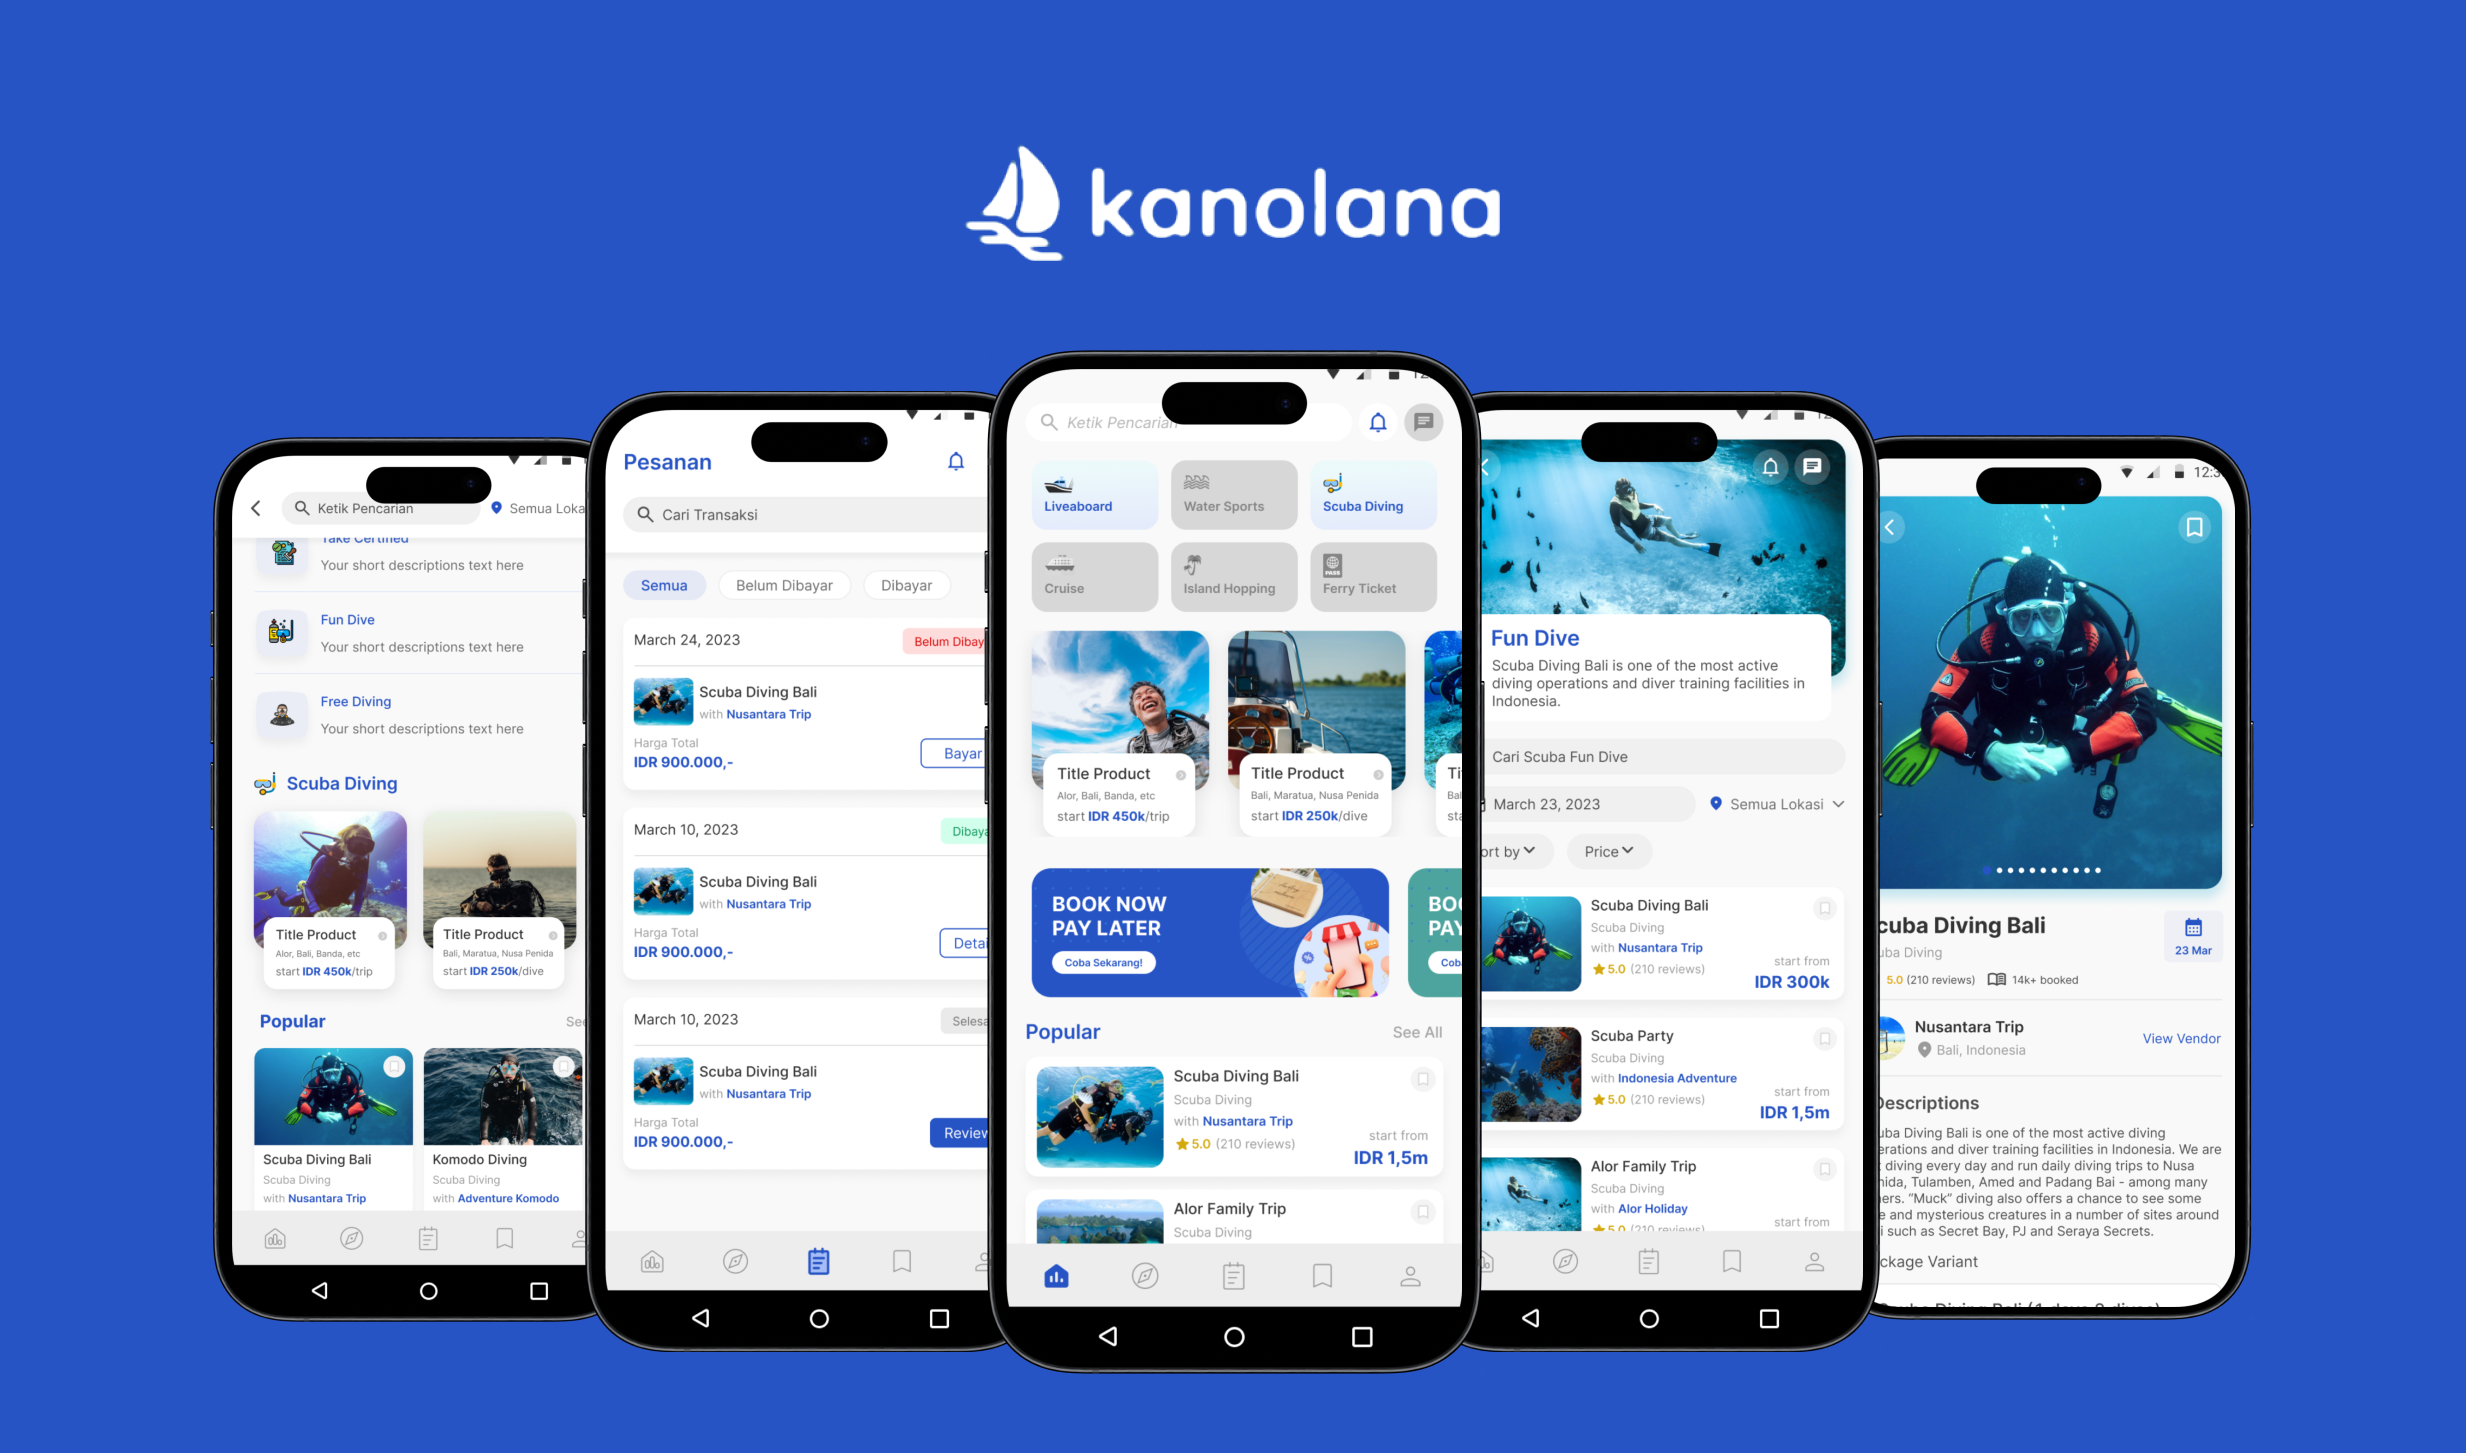 kanolana
Ketik Pencarian
Semua Loka
Take Certified
Your short descriptions text here
Fun Dive
Your short descriptions text here
Free Diving
Your short descriptions text here
Scuba Diving
Title Product
Alor, Bali, Banda, etc
start IDR 450k/trip
Title Product
Bali, Maratua, Nusa Penida
start IDR 250k/dive
Popular
See
Scuba Diving Bali
Scuba Diving
with Nusantara Trip
Komodo Diving
Scuba Diving
with Adventure Komodo
Pesanan
Cari Transaksi
Semua
Belum Dibayar
Dibayar
March 24, 2023
Belum Dibay
Scuba Diving Bali
with Nusantara Trip
Harga Total
IDR 900.000,-
Bayar
March 10, 2023
Dibaya
Scuba Diving Bali
with Nusantara Trip
Harga Total
IDR 900.000,-
Detai
March 10, 2023
Selesa
Scuba Diving Bali
with Nusantara Trip
Harga Total
IDR 900.000,-
Review
Ketik Pencarian
Liveaboard
Water Sports
Scuba Diving
Cruise
Island Hopping
PASS
Ferry Ticket
Title Product
Alor, Bali, Banda, etc
start IDR 450k/trip
Title Product
Bali, Maratua, Nusa Penida
start IDR 250k/dive
Ti
Bal
sta
BOOK NOW
PAY LATER
Coba Sekarang!
BO
PAY
Cob
Popular
See All
Scuba Diving Bali
Scuba Diving
with Nusantara Trip
5.0 (210 reviews)
start from
IDR 1,5m
Alor Family Trip
Scuba Diving
Fun Dive
Scuba Diving Bali is one of the most active
diving operations and diver training facilities in
Indonesia.
Cari Scuba Fun Dive
March 23, 2023
Semua Lokasi
ort by
Price
Scuba Diving Bali
Scuba Diving
with Nusantara Trip
5.0 (210 reviews)
start from
IDR 300k
Scuba Party
Scuba Diving
with Indonesia Adventure
5.0 (210 reviews)
start from
IDR 1,5m
Alor Family Trip
Scuba Diving
with Alor Holiday
5.0 (210 reviews)
start from
12:3
cuba Diving Bali
uba Diving
23 Mar
5.0 (210 reviews)
14k+ booked
Nusantara Trip
Bali, Indonesia
View Vendor
Descriptions
uba Diving Bali is one of the most active diving
erations and diver training facilities in Indonesia. We are
t diving every day and run daily diving trips to Nusa
nida, Tulamben, Amed and Padang Bai - among many
ers. "Muck" diving also offers a chance to see some
e and mysterious creatures in a number of sites around
i such as Secret Bay, PJ and Seraya Secrets.
ckage Variant